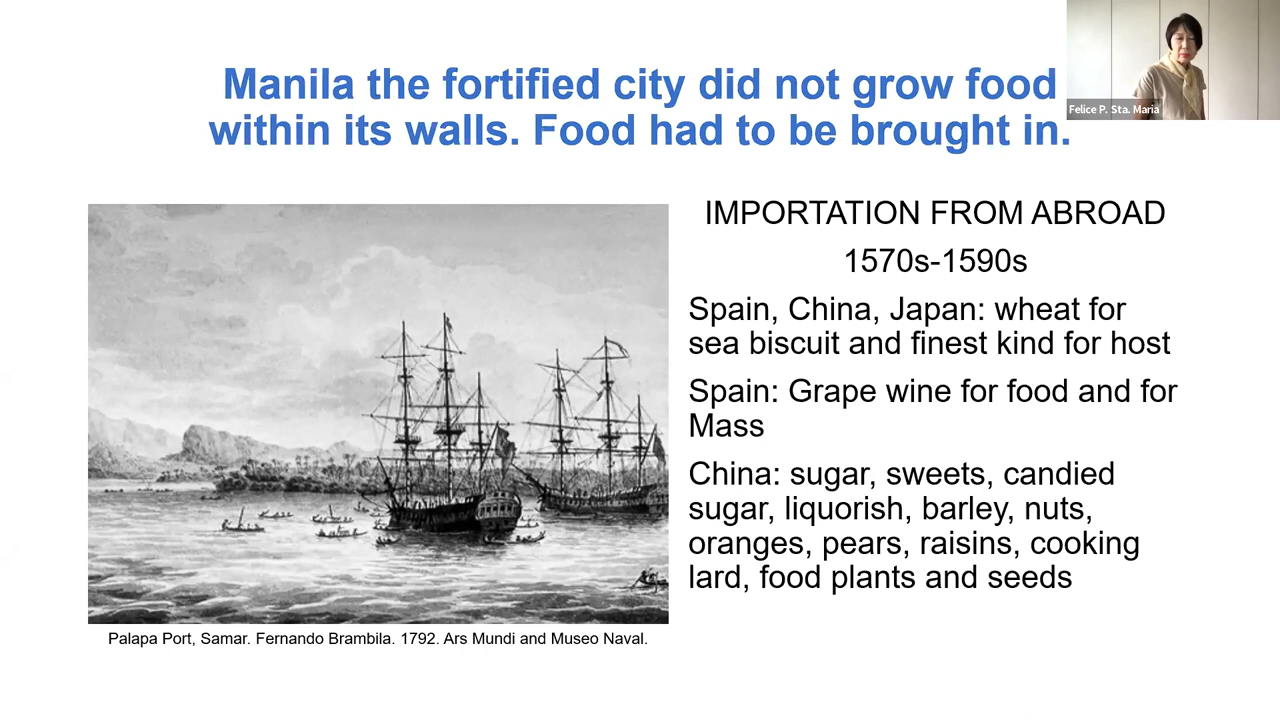 Manila the fortified city did not grow food
within its walls. Food had to be brought in.
Felice P. Sta. Maria
IMPORTATION FROM ABROAD
1570s-1590s
Spain, China, Japan: wheat for
sea biscuit and finest kind for host
Spain: Grape wine for food and for
Mass
China: sugar, sweets, candied
sugar, liquorish, barley, nuts,
oranges, pears, raisins, cooking
lard, food plants and seeds
Palapa Port, Samar. Fernando Brambila. 1792. Ars Mundi and Museo Naval.